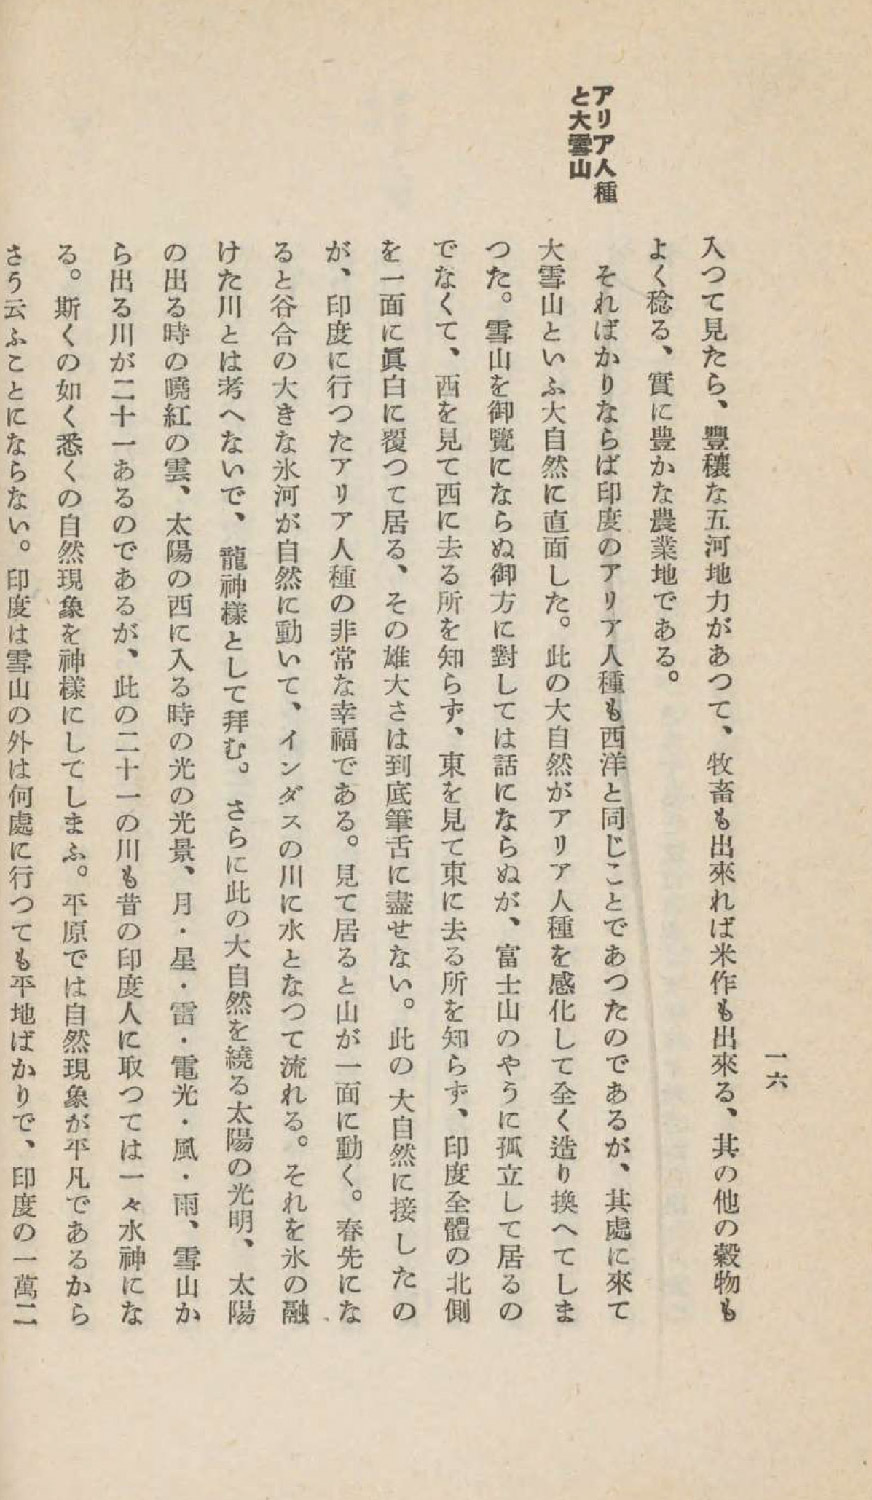 一六
入つて見たら、豐穰な五河地力があつて、牧畜も出來れば米作も出來る、其の他の穀物も
よく稔る、實に豊かな農業地である。
アリア人種
と大雪山
そればかりならば印度のアリア人種も西洋と同じことであつたのであるが、其處に來て
大雪山といふ大自然に直面した。此の大自然がアリア人種を感化して全く造り換へてしま
つた。雪山を御覽にならぬ御方に對しては話にならぬが、富士山のやうに孤立して居るの
でなくて、西を見て西に去る所を知らず、東を見て東に去る所を知らず、印度全體の北側
を一面に眞白に覆つて居る、その雄大さは到底筆舌に盡せない。此の大自然に接したの
が、印度に行つたアリア人種の非常な幸福である。見て居ると山が一面に動く。春先にな
ると谷合の大きな氷河が自然に動いて、インダスの川に水となつて流れる。それを氷の融
けた川とは考へないで、龍神樣として拜む。さらに此の大自然を繞る太陽の光明、太陽
の出る時の曉紅の雲、太陽の西に入る時の光の光景、月・星・雷・電光・風・雨、雪山か
ら出る川が二十一あるのであるが、此の二十一の川も昔の印度人に取つては一々水神にな
る。斯くの如く悉くの自然現象を神樣にしてしまふ。平原では自然現象が平凡であるから
さう云ふことにならない。印度は雪山の外は何處に行つても平地ばかりで、印度の一萬二